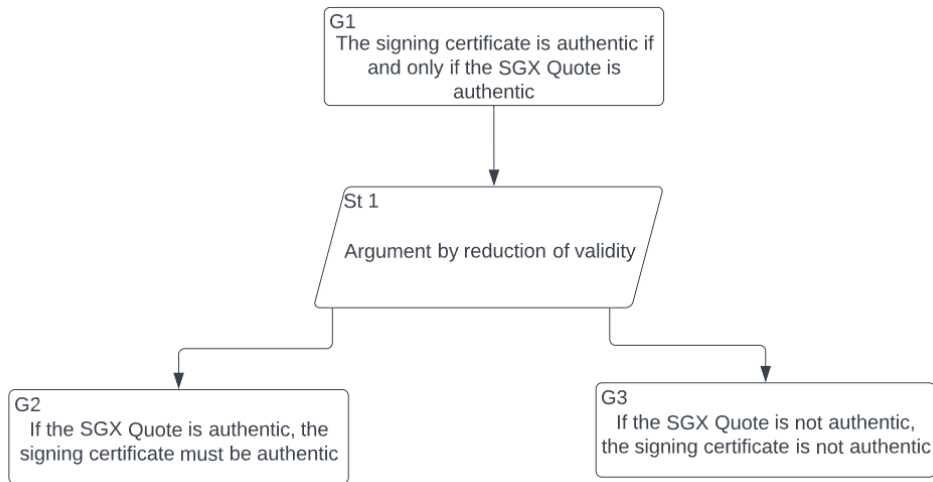 G1
The signing certificate is authentic if
and only if the SGX Quote is
authentic
St 1
Argument by reduction of validity
G2
If the SGX Quote is authentic, the
signing certificate must be authentic
G3
If the SGX Quote is not authentic,
the signing certificate is not authentic